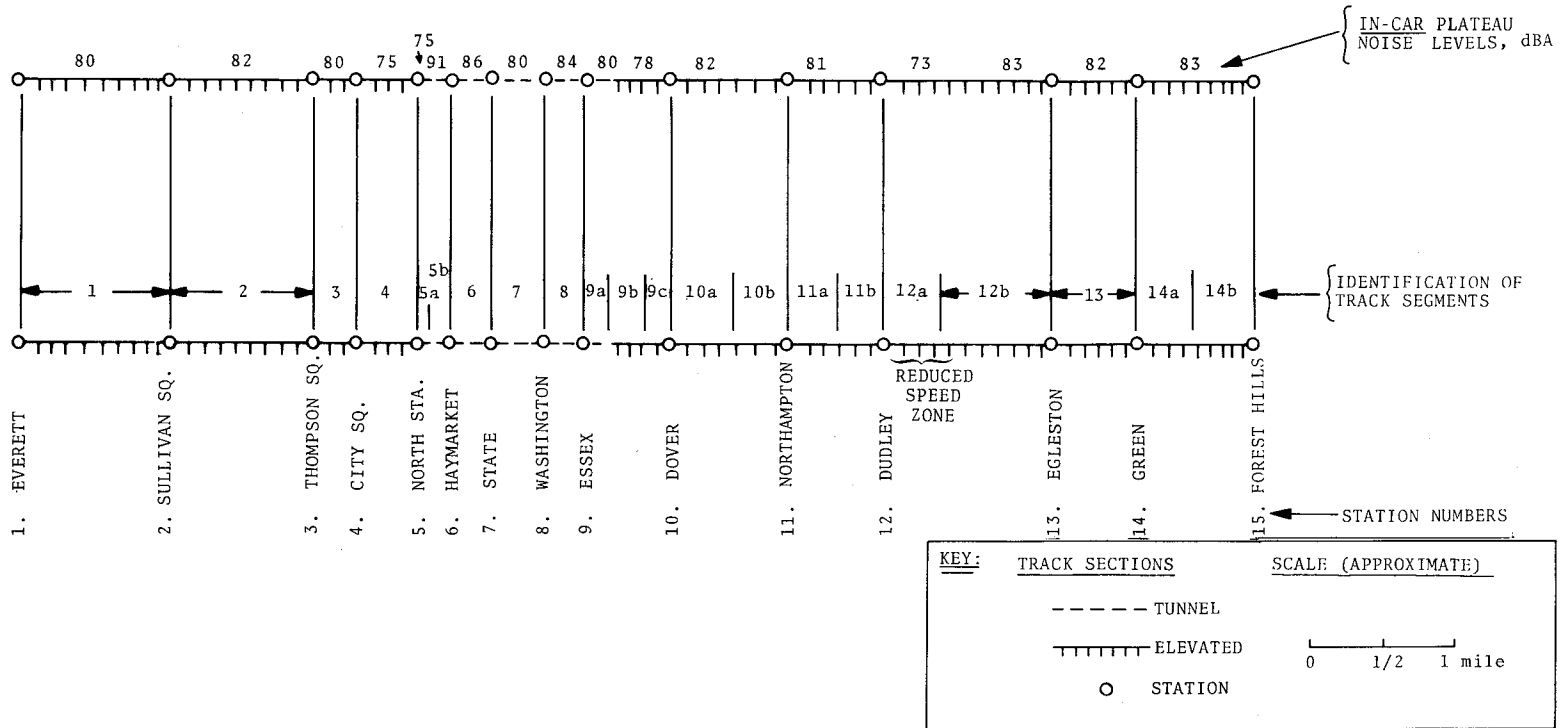 IN-CAR PLATEAU
NOISE LEVELS, dBA
80 82 80 75 75 91 86 80 84 80 78 82 81 73 83 82 83
IDENTIFICATION OF
TRACK SEGMENTS
1 2 3 4 5a 5b 6 7 8 9a 9b 9c 10a 10b 11a 11b 12a 12b 13 14a 14b
REDUCED
SPEED
ZONE
1. EVERETT
2. SULLIVAN SQ.
3. THOMPSON SQ.
4. CITY SQ.
5. NORTH STA.
6. HAYMARKET
7. STATE
8. WASHINGTON
9. ESSEX
10. DOVER
11. NORTHAMPTON
12. DUDLEY
13. EGLESTON
14. GREEN
15. FOREST HILLS
STATION NUMBERS
KEY: TRACK SECTIONS SCALE (APPROXIMATE)
TUNNEL
ELEVATED
0 1/2 1 mile
STATION